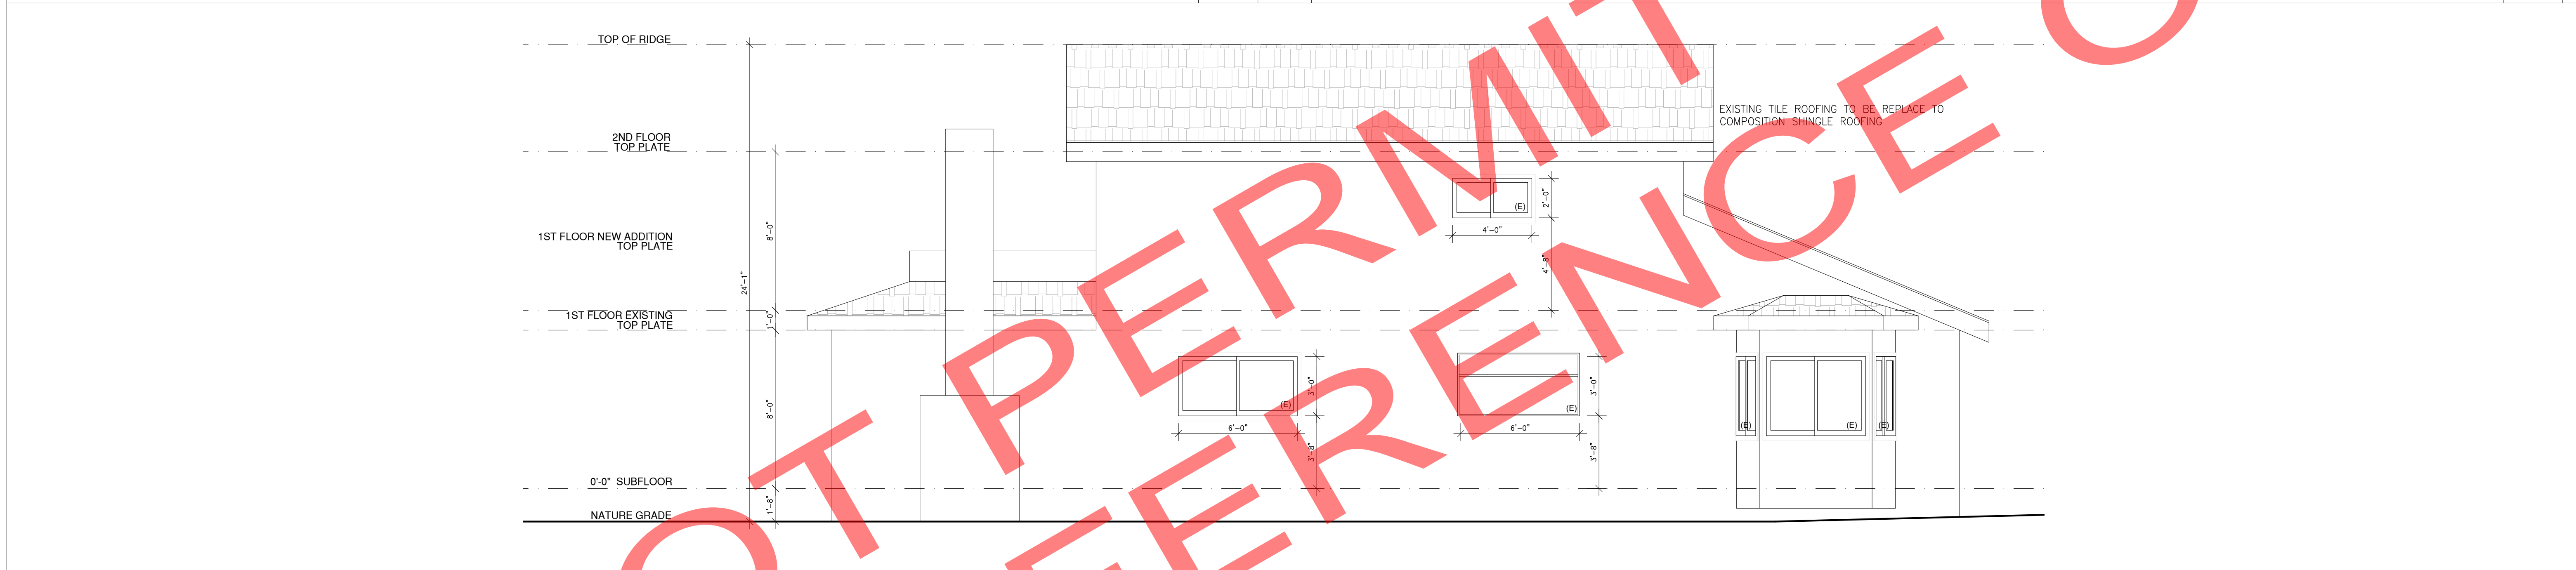 TOP OF RIDGE
2ND FLOOR
TOP PLATE
1ST FLOOR NEW ADDITION
TOP PLATE
1ST FLOOR EXISTING
TOP PLATE
0'-0" SUBFLOOR
NATURE GRADE
24'-1"
8'-0"
1'-0"
8'-0"
1'-8"
EXISTING TILE ROOFING TO BE REPLACE TO
COMPOSITION SHINGLE ROOFING
(E)
2'-0"
4'-0"
4'-8"
(E)
3'-0"
6'-0"
3'-8"
(E)
3'-0"
6'-0"
3'-8"
(E)
(E)
(E)
OT PERMIT
ERENCE O